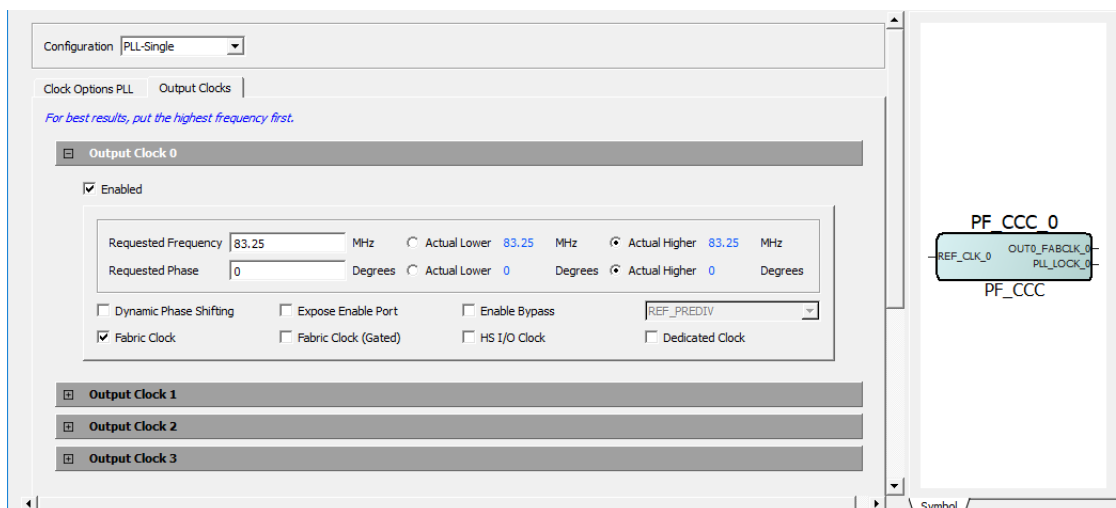 Configuration PLL-Single
Clock Options PLL Output Clocks
For best results, put the highest frequency first.
Output Clock 0
Enabled
Requested Frequency 83.25 MHz Actual Lower 83.25 MHz Actual Higher 83.25 MHz
Requested Phase 0 Degrees Actual Lower 0 Degrees Actual Higher 0 Degrees
Dynamic Phase Shifting Expose Enable Port Enable Bypass REF_PREDIV
Fabric Clock Fabric Clock (Gated) HS I/O Clock Dedicated Clock
Output Clock 1
Output Clock 2
Output Clock 3
PF_CCC_0
REF_CLK_0 OUT0_FABCLK_0
PLL_LOCK_0
PF_CCC
Symbol